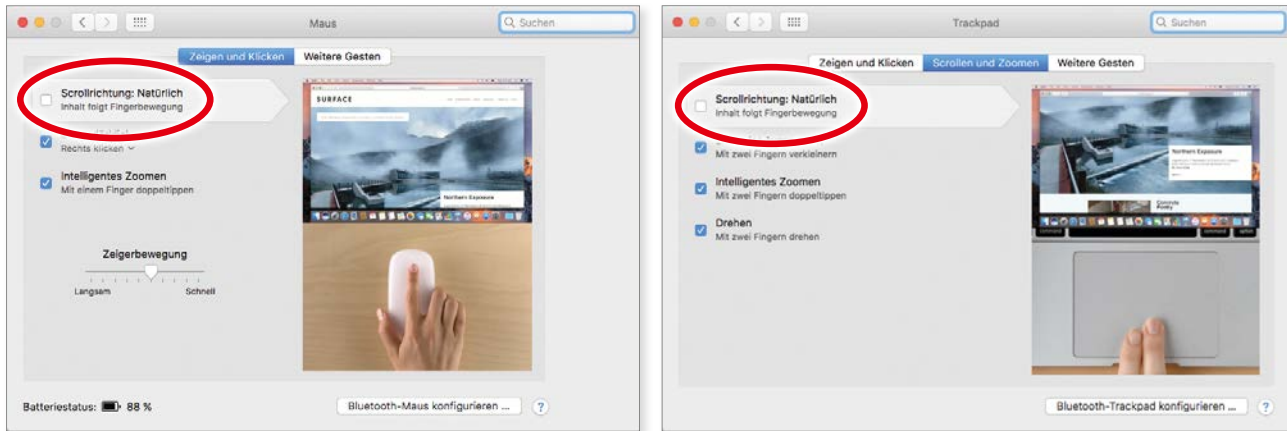 Maus
Suchen
Zeigen und Klicken
Weitere Gesten
Scrollrichtung: Natürlich
Inhalt folgt Fingerbewegung
Rechts klicken
Intelligentes Zoomen
Mit einem Finger doppeltippen
SURFACE
Northern Exposure
Zeigerbewegung
Langsam
Schnell
Batteriestatus: 88 %
Bluetooth-Maus konfigurieren ...
?
Trackpad
Suchen
Zeigen und Klicken
Scrollen und Zoomen
Weitere Gesten
Scrollrichtung: Natürlich
Inhalt folgt Fingerbewegung
Mit zwei Fingern verkleinern
Intelligentes Zoomen
Mit zwei Fingern doppeltippen
Drehen
Mit zwei Fingern drehen
Northern Exposure
Concrete
Poetry
command
command
option
Bluetooth-Trackpad konfigurieren ...
?